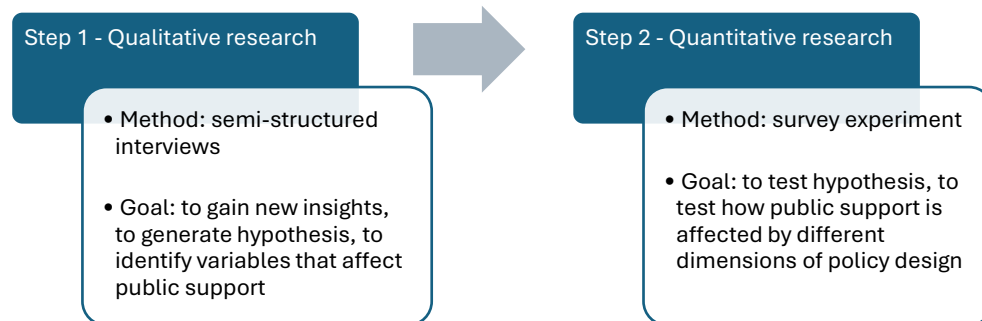 Step 1 - Qualitative research
• Method: semi-structured
interviews
• Goal: to gain new insights,
to generate hypothesis, to
identify variables that affect
public support
Step 2 - Quantitative research
• Method: survey experiment
• Goal: to test hypothesis, to
test how public support is
affected by different
dimensions of policy design